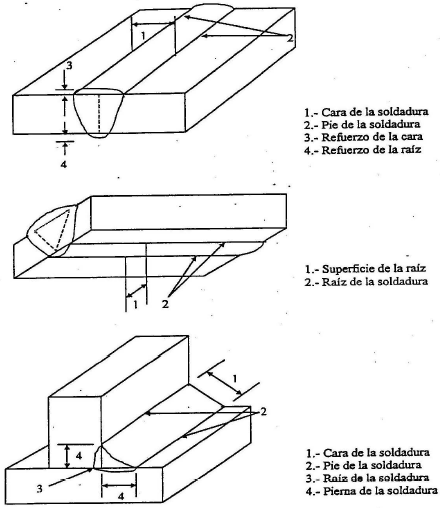 1
2
3
4
1.- Cara de la soldadura
2.- Pie de la soldadura
3.- Refuerzo de la cara
4.- Refuerzo de la raíz
1
2
1.- Superficie de la raíz
2.- Raíz de la soldadura
1
2
4
3
4
1.- Cara de la soldadura
2.- Pie de la soldadura
3.- Raíz de la soldadura
4.- Pierna de la soldadura